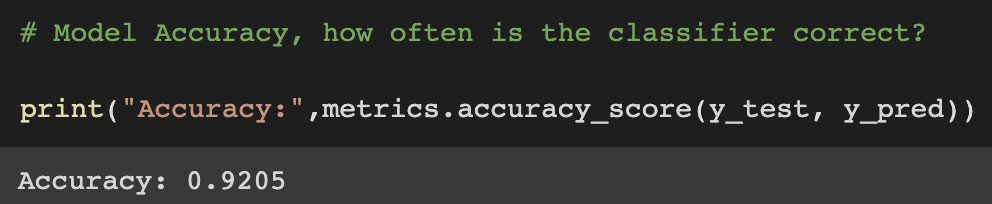 # Model Accuracy, how often is the classifier correct?
print("Accuracy:",metrics.accuracy_score(y_test, y_pred))
Accuracy: 0.9205